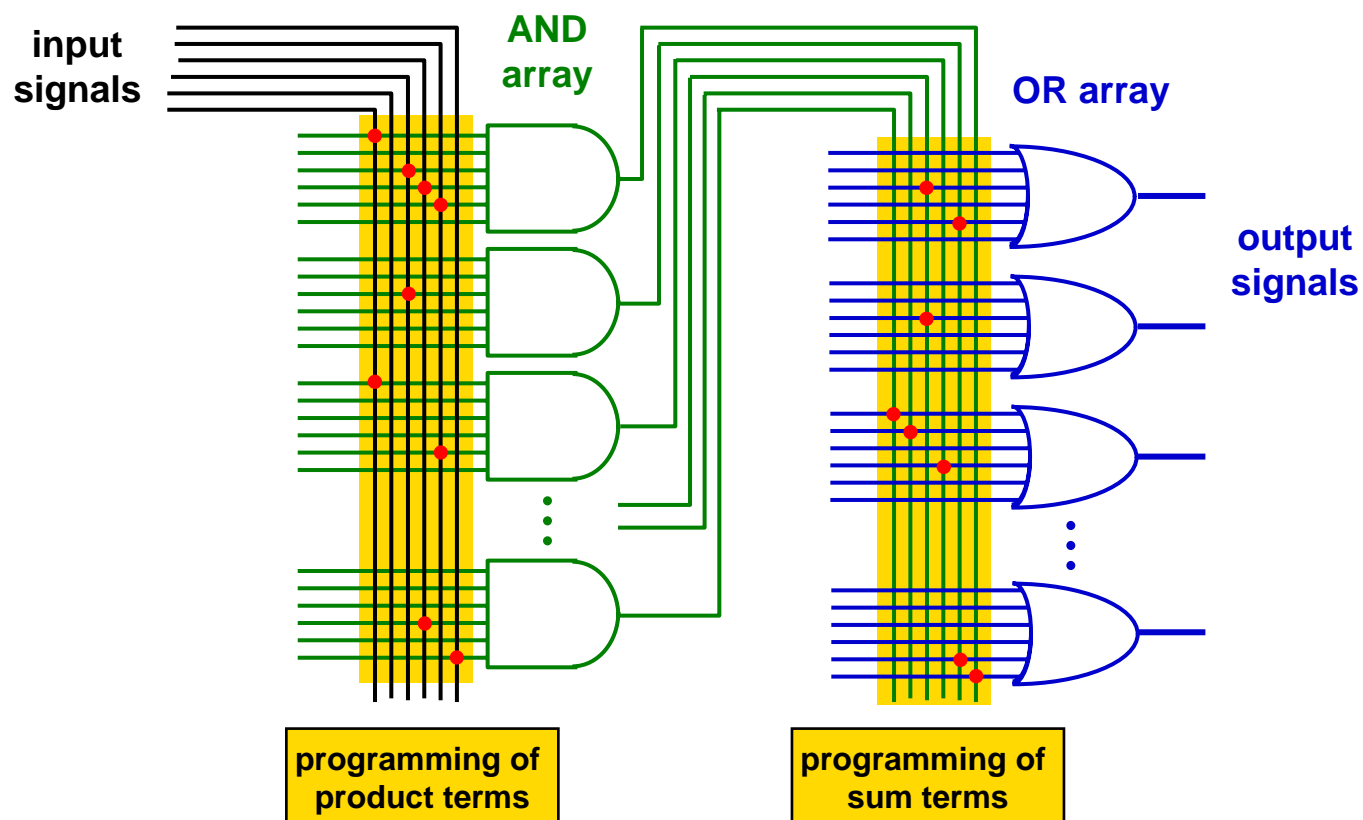 input
signals
AND
array
OR array
output
signals
programming of
product terms
programming of
sum terms